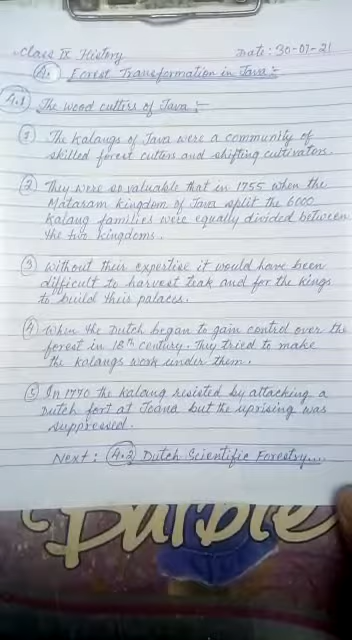 Class IX History Date: 30-07-21
4. Forest Transformation in Java :-
4.1 The wood cutters of Java :-
① The Kalangs of Java were a community of
skilled forest cutters and shifting cultivators.
② They were so valuable that in 1755 when the
Mataram kingdom of Java split the 6000
Kalang families were equally divided between
the two kingdoms.
③ Without their expertise it would have been
difficult to harvest teak and for the kings
to build their palaces.
④ When the Dutch began to gain control over the
forest in 18th century. They tried to make
the kalangs work under them.
⑤ In 1770 the kalang resisted by attacking a
Dutch fort at Joana but the uprising was
suppressed.
Next : 4.2 Dutch Scientific Forestry....
Barbie